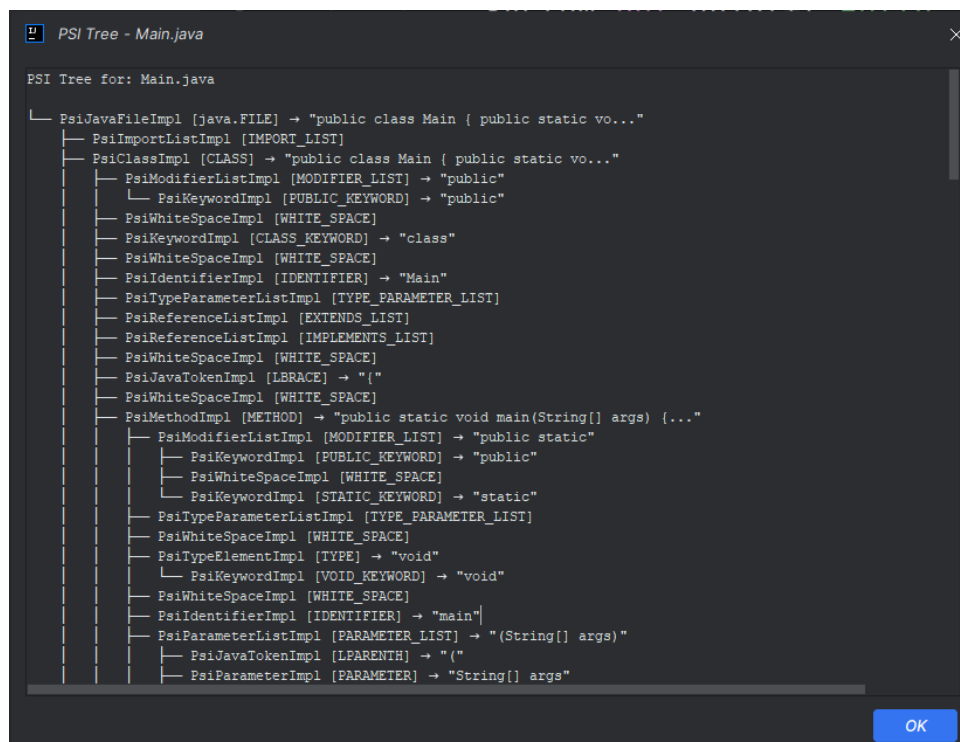 PSI Tree - Main.java
PSI Tree for: Main.java
└── PsiJavaFileImpl [java.FILE] → "public class Main { public static vo..."
├── PsiImportListImpl [IMPORT_LIST]
├── PsiClassImpl [CLASS] → "public class Main { public static vo..."
│ ├── PsiModifierListImpl [MODIFIER_LIST] → "public"
│ │ └── PsiKeywordImpl [PUBLIC_KEYWORD] → "public"
│ ├── PsiWhiteSpaceImpl [WHITE_SPACE]
│ ├── PsiKeywordImpl [CLASS_KEYWORD] → "class"
│ ├── PsiWhiteSpaceImpl [WHITE_SPACE]
│ ├── PsiIdentifierImpl [IDENTIFIER] → "Main"
│ ├── PsiTypeParameterListImpl [TYPE_PARAMETER_LIST]
│ ├── PsiReferenceListImpl [EXTENDS_LIST]
│ ├── PsiReferenceListImpl [IMPLEMENTS_LIST]
│ ├── PsiWhiteSpaceImpl [WHITE_SPACE]
│ ├── PsiJavaTokenImpl [LBRACE] → "{"
│ ├── PsiWhiteSpaceImpl [WHITE_SPACE]
│ ├── PsiMethodImpl [METHOD] → "public static void main(String[] args) {..."
│ │ ├── PsiModifierListImpl [MODIFIER_LIST] → "public static"
│ │ │ ├── PsiKeywordImpl [PUBLIC_KEYWORD] → "public"
│ │ │ ├── PsiWhiteSpaceImpl [WHITE_SPACE]
│ │ │ └── PsiKeywordImpl [STATIC_KEYWORD] → "static"
│ │ ├── PsiTypeParameterListImpl [TYPE_PARAMETER_LIST]
│ │ ├── PsiWhiteSpaceImpl [WHITE_SPACE]
│ │ ├── PsiTypeElementImpl [TYPE] → "void"
│ │ │ └── PsiKeywordImpl [VOID_KEYWORD] → "void"
│ │ ├── PsiWhiteSpaceImpl [WHITE_SPACE]
│ │ ├── PsiIdentifierImpl [IDENTIFIER] → "main"
│ │ ├── PsiParameterListImpl [PARAMETER_LIST] → "(String[] args)"
│ │ │ ├── PsiJavaTokenImpl [LPARENTH] → "("
│ │ │ ├── PsiParameterImpl [PARAMETER] → "String[] args"
OK